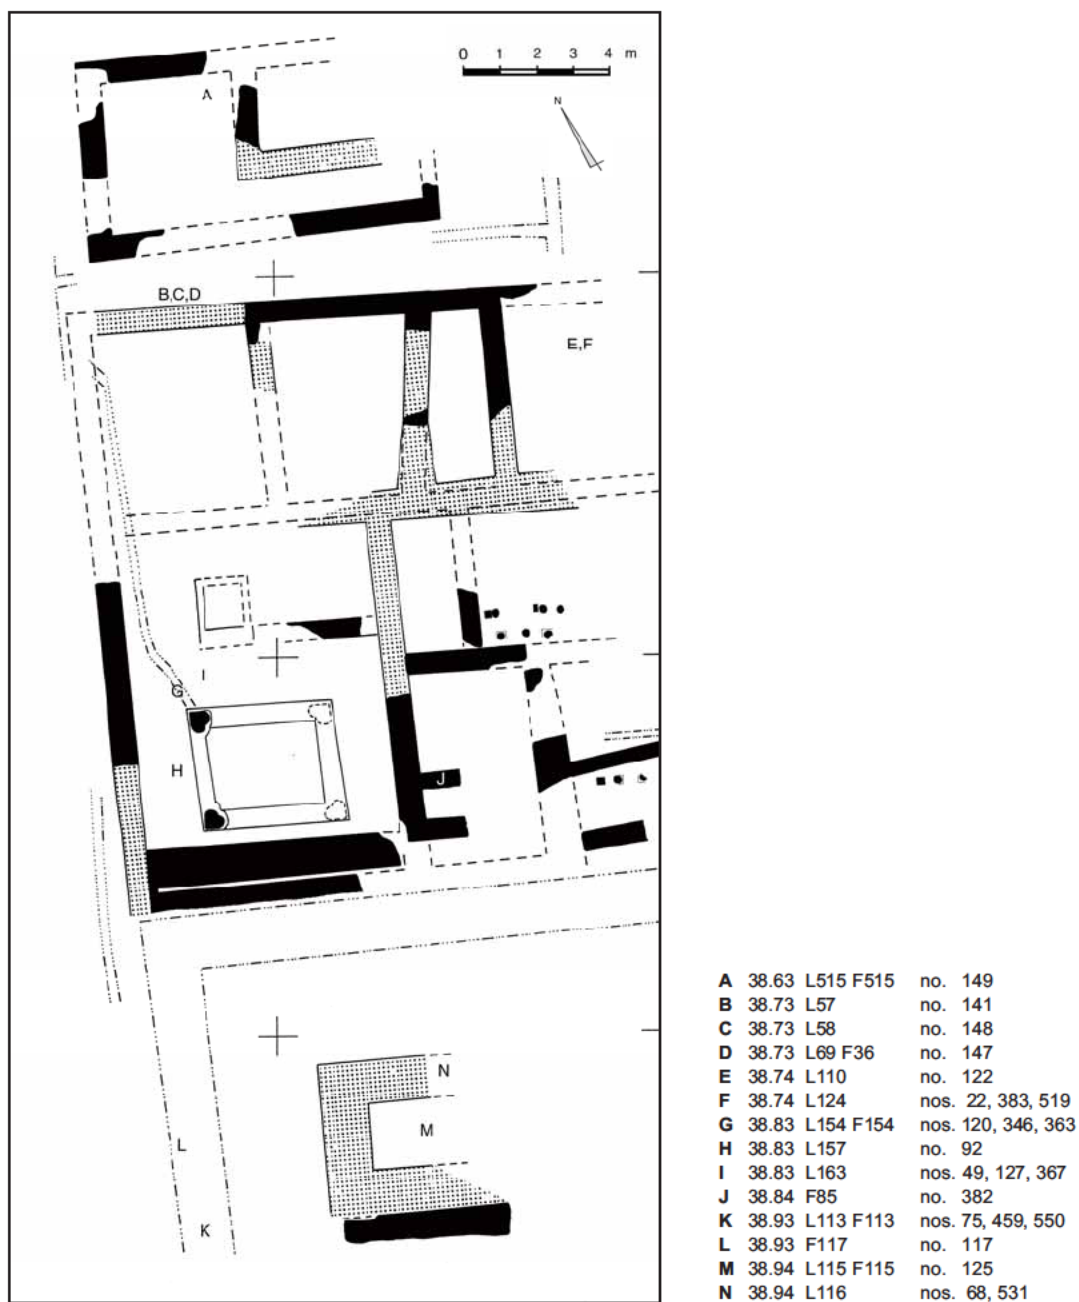 0 1 2 3 4 m
N
A
B,C,D
E,F
I
G
H
J
N
M
L
K
A 38.63 L515 F515 no. 149
B 38.73 L57 no. 141
C 38.73 L58 no. 148
D 38.73 L69 F36 no. 147
E 38.74 L110 no. 122
F 38.74 L124 nos. 22, 383, 519
G 38.83 L154 F154 nos. 120, 346, 363
H 38.83 L157 no. 92
I 38.83 L163 nos. 49, 127, 367
J 38.84 F85 no. 382
K 38.93 L113 F113 nos. 75, 459, 550
L 38.93 F117 no. 117
M 38.94 L115 F115 no. 125
N 38.94 L116 nos. 68, 531